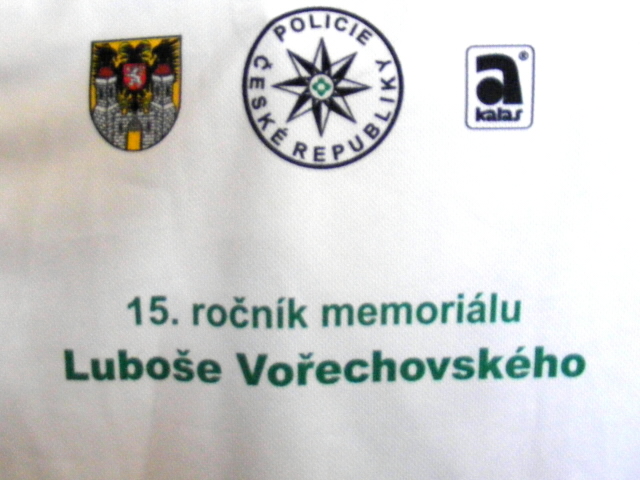 POLICIE ČESKÉ REPUBLIKY
a ®
kalas
15. ročník memoriálu
Luboše Vořechovského